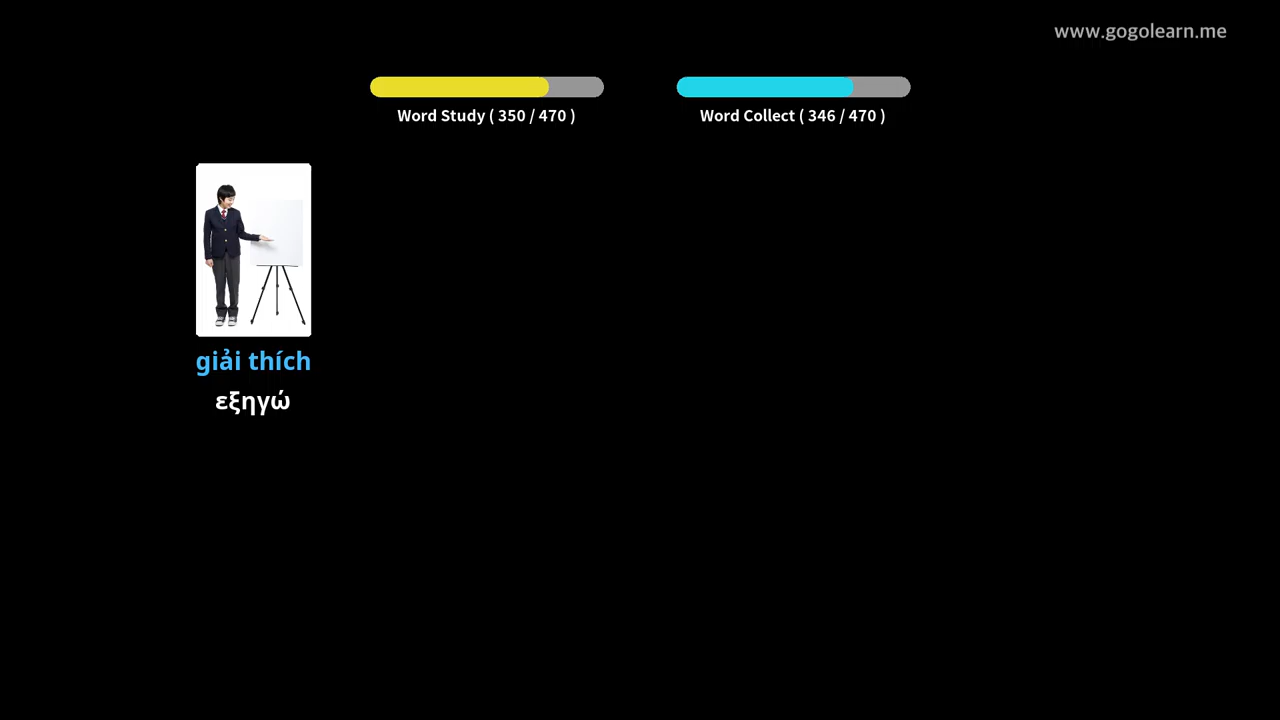 www.gogolearn.me
Word Study ( 350 / 470 )
Word Collect ( 346 / 470 )
giải thích
εξηγώ